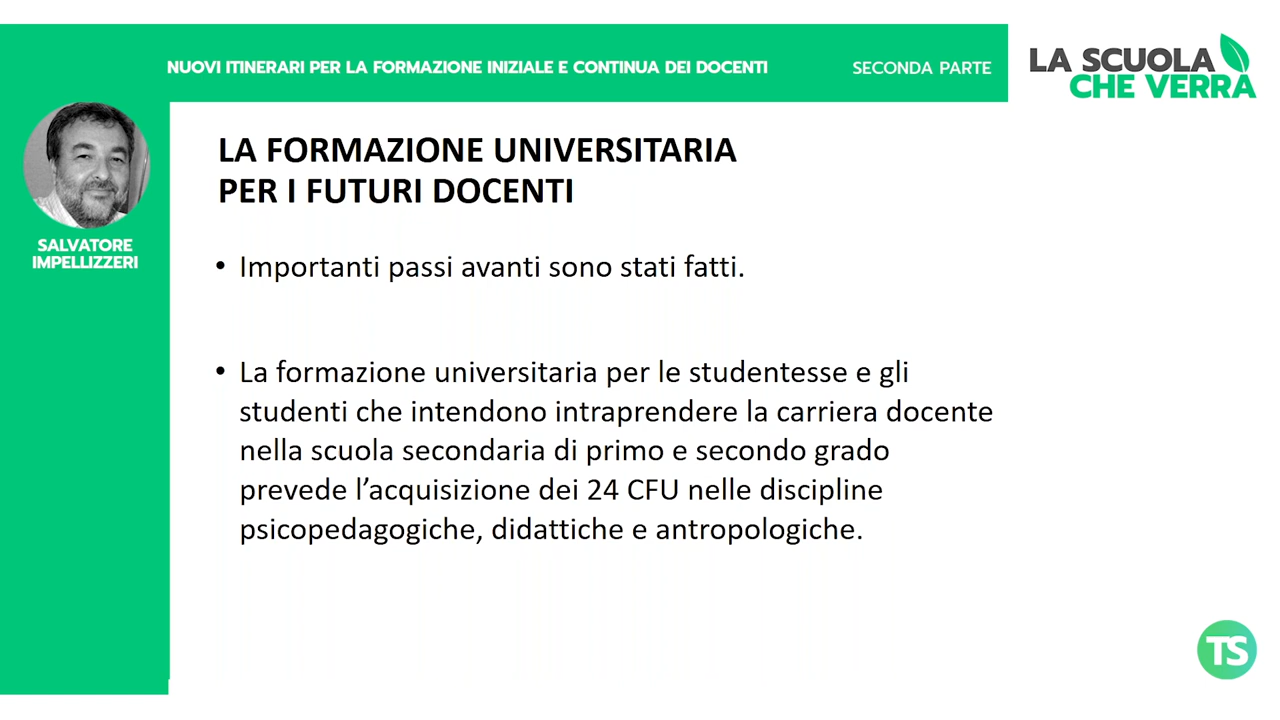 NUOVI ITINERARI PER LA FORMAZIONE INIZIALE E CONTINUA DEI DOCENTI
SECONDA PARTE
LA SCUOLA
CHE VERRÀ
SALVATORE
IMPELLIZZERI
LA FORMAZIONE UNIVERSITARIA
PER I FUTURI DOCENTI
• Importanti passi avanti sono stati fatti.
• La formazione universitaria per le studentesse e gli
studenti che intendono intraprendere la carriera docente
nella scuola secondaria di primo e secondo grado
prevede l’acquisizione dei 24 CFU nelle discipline
psicopedagogiche, didattiche e antropologiche.
TS